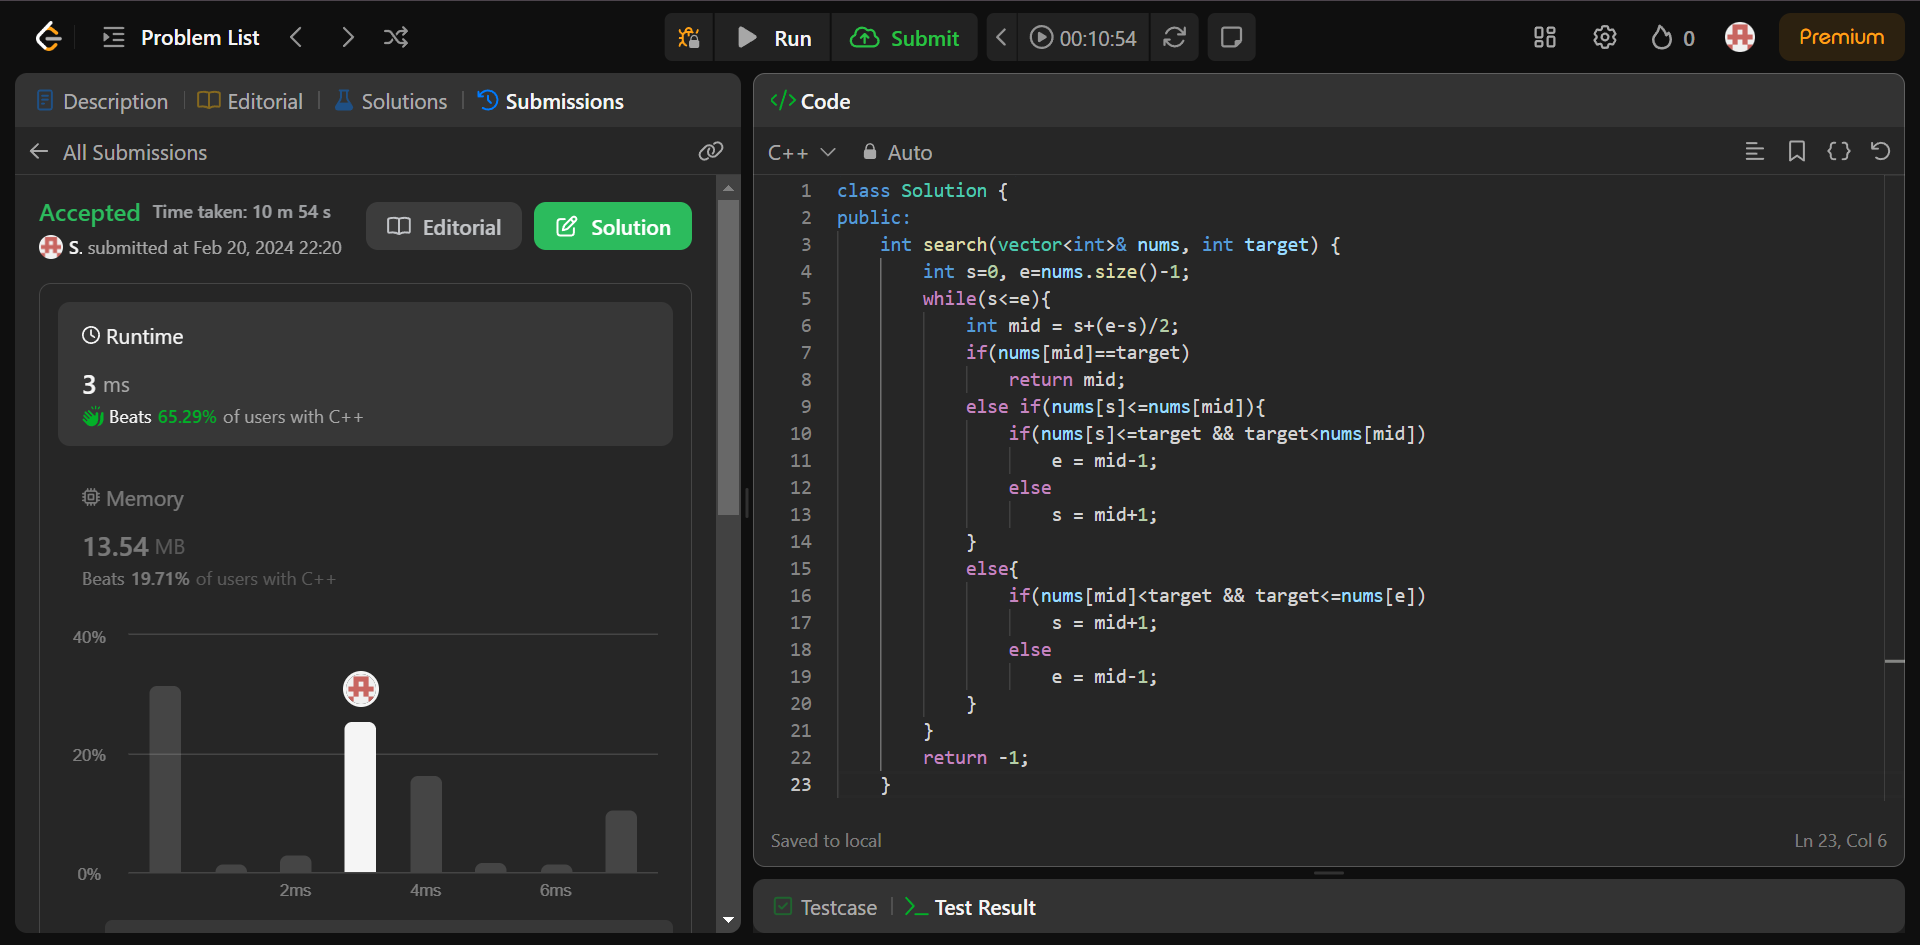 Problem List
Run
Submit
00:10:54
0
Premium
Description
Editorial
Solutions
Submissions
All Submissions
Accepted Time taken: 10 m 54 s
S. submitted at Feb 20, 2024 22:20
Editorial
Solution
Runtime
3 ms
Beats 65.29% of users with C++
Memory
13.54 MB
Beats 19.71% of users with C++
40%
20%
0%
2ms
4ms
6ms
</> Code
C++
Auto
1 class Solution {
2 public:
3     int search(vector<int>& nums, int target) {
4         int s=0, e=nums.size()-1;
5         while(s<=e){
6             int mid = s+(e-s)/2;
7             if(nums[mid]==target)
8                 return mid;
9             else if(nums[s]<=nums[mid]){
10                 if(nums[s]<=target && target<nums[mid])
11                     e = mid-1;
12                 else
13                     s = mid+1;
14             }
15             else{
16                 if(nums[mid]<target && target<=nums[e])
17                     s = mid+1;
18                 else
19                     e = mid-1;
20             }
21         }
22         return -1;
23     }
Saved to local
Ln 23, Col 6
Testcase
Test Result